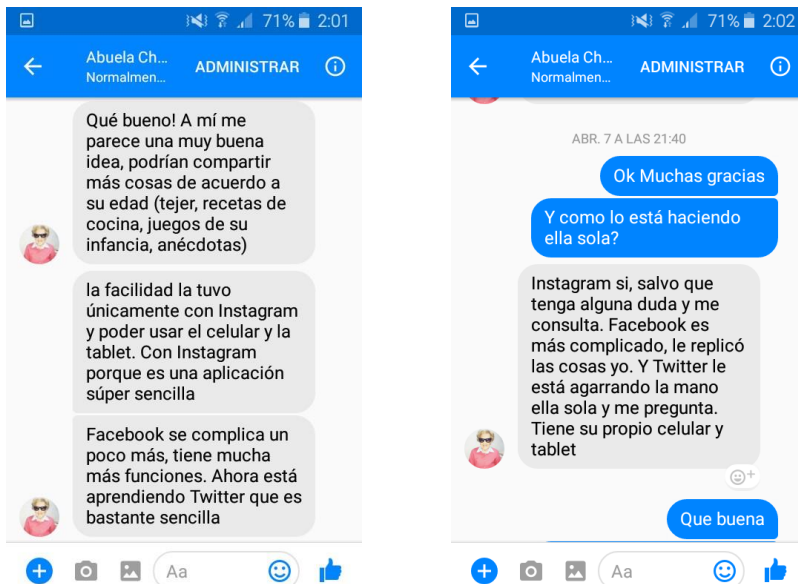 71% 2:01
Abuela Ch...
Normalmen...
ADMINISTRAR
Qué bueno! A mí me
parece una muy buena
idea, podrían compartir
más cosas de acuerdo a
su edad (tejer, recetas de
cocina, juegos de su
infancia, anécdotas)
la facilidad la tuvo
únicamente con Instagram
y poder usar el celular y la
tablet. Con Instagram
porque es una aplicación
súper sencilla
Facebook se complica un
poco más, tiene mucha
más funciones. Ahora está
aprendiendo Twitter que es
bastante sencilla
Aa
71% 2:02
Abuela Ch...
Normalmen...
ADMINISTRAR
ABR. 7 A LAS 21:40
Ok Muchas gracias
Y como lo está haciendo
ella sola?
Instagram si, salvo que
tenga alguna duda y me
consulta. Facebook es
más complicado, le replicó
las cosas yo. Y Twitter le
está agarrando la mano
ella sola y me pregunta.
Tiene su propio celular y
tablet
Que buena
Aa